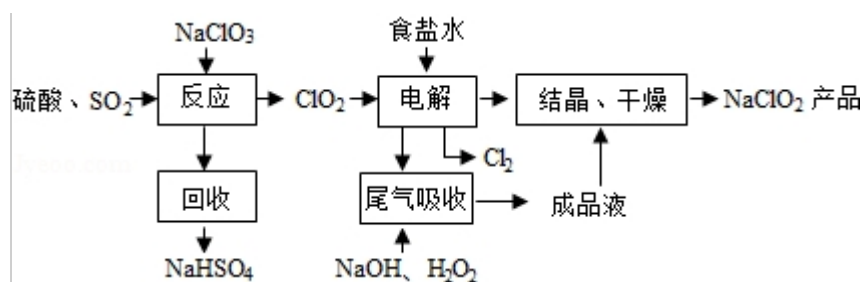 NaClO₃
食盐水
硫酸、SO₂
反应
ClO₂
电解
结晶、干燥
NaClO₂ 产品
Cl₂
回收
尾气吸收
成品液
NaHSO₄
NaOH、H₂O₂